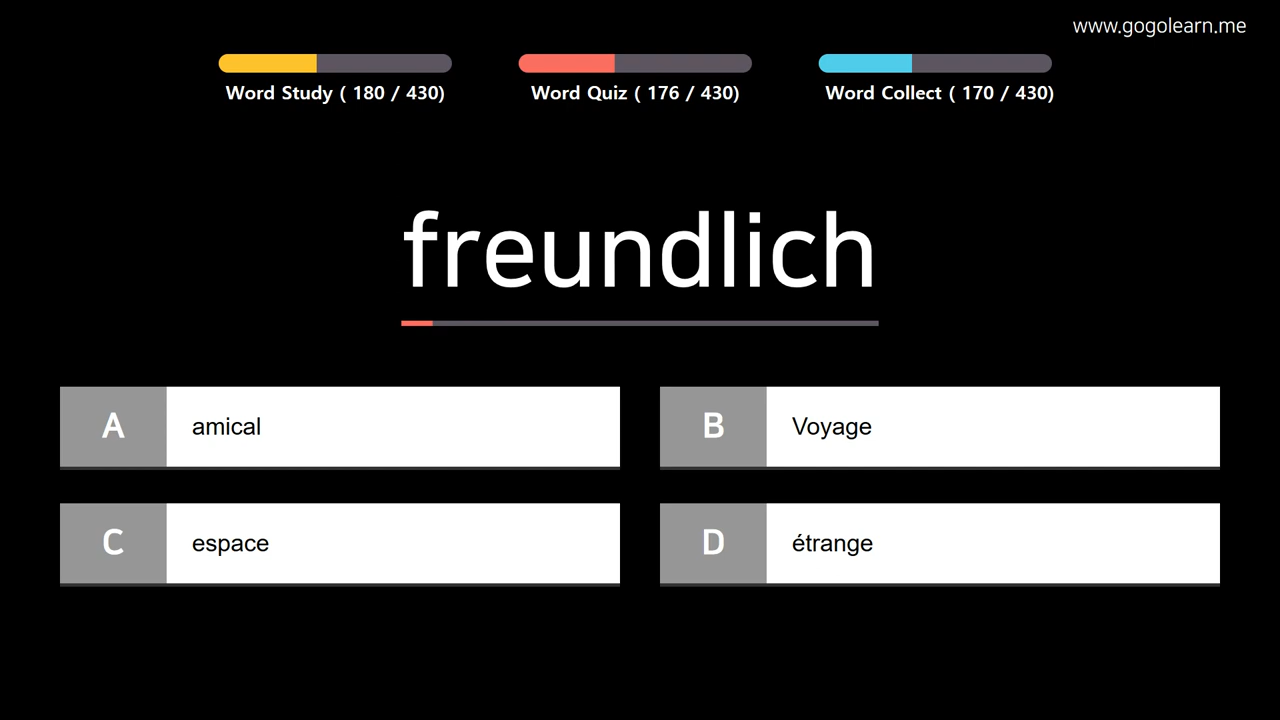 www.gogolearn.me
Word Study ( 180 / 430)
Word Quiz ( 176 / 430)
Word Collect ( 170 / 430)
freundlich
A amical
B Voyage
C espace
D étrange